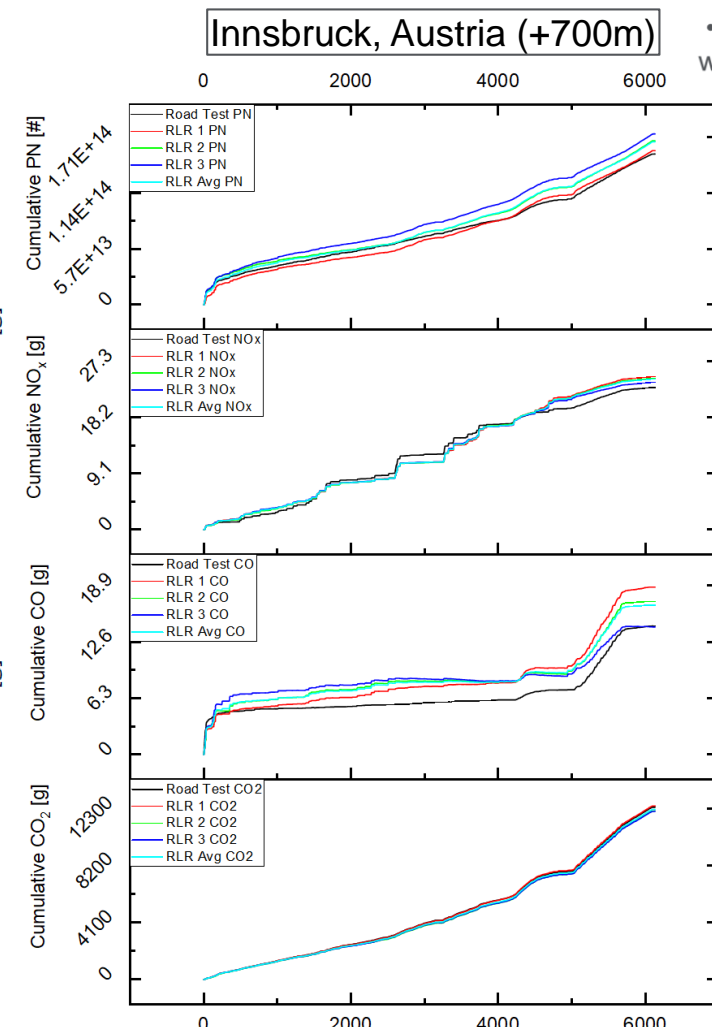 Innsbruck, Austria (+700m)
0 2000 4000 6000
Cumulative PN [#]
1.71E+14
1.14E+14
5.7E+13
0
Road Test PN
RLR 1 PN
RLR 2 PN
RLR 3 PN
RLR Avg PN
Cumulative NOx [g]
27.3
18.2
9.1
0
Road Test NOx
RLR 1 NOx
RLR 2 NOx
RLR 3 NOx
RLR Avg NOx
Cumulative CO [g]
18.9
12.6
6.3
0
Road Test CO
RLR 1 CO
RLR 2 CO
RLR 3 CO
RLR Avg CO
Cumulative CO2 [g]
12300
8200
4100
0
Road Test CO2
RLR 1 CO2
RLR 2 CO2
RLR 3 CO2
RLR Avg CO2
0 2000 4000 6000